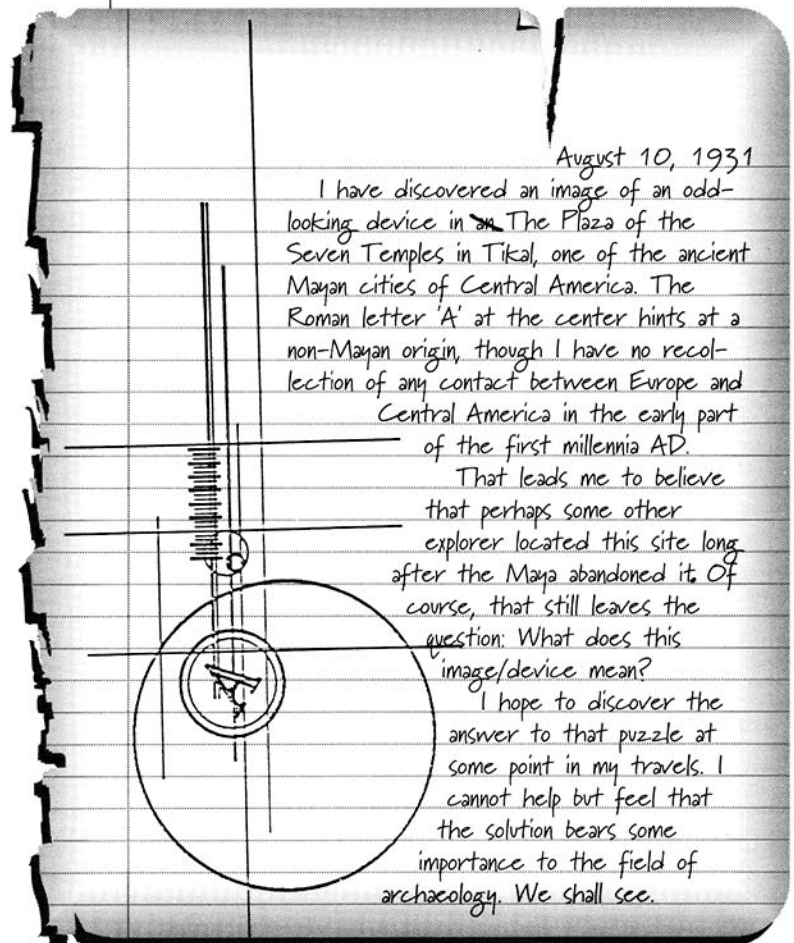 August 10, 1931
I have discovered an image of an odd-
looking device in an The Plaza of the
Seven Temples in Tikal, one of the ancient
Mayan cities of Central America. The
Roman letter 'A' at the center hints at a
non-Mayan origin, though I have no recol-
lection of any contact between Europe and
Central America in the early part
of the first millennia AD.
That leads me to believe
that perhaps some other
explorer located this site long
after the Maya abandoned it. Of
course, that still leaves the
question: What does this
image/device mean?
I hope to discover the
answer to that puzzle at
some point in my travels. I
cannot help but feel that
the solution bears some
importance to the field of
archaeology. We shall see.
A